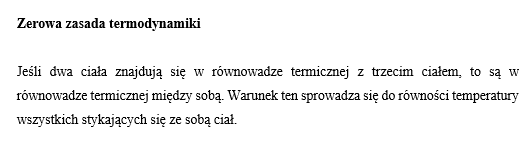 Zerowa zasada termodynamiki
Jeśli dwa ciała znajdują się w równowadze termicznej z trzecim ciałem, to są w
równowadze termicznej między sobą. Warunek ten sprowadza się do równości temperatury
wszystkich stykających się ze sobą ciał.